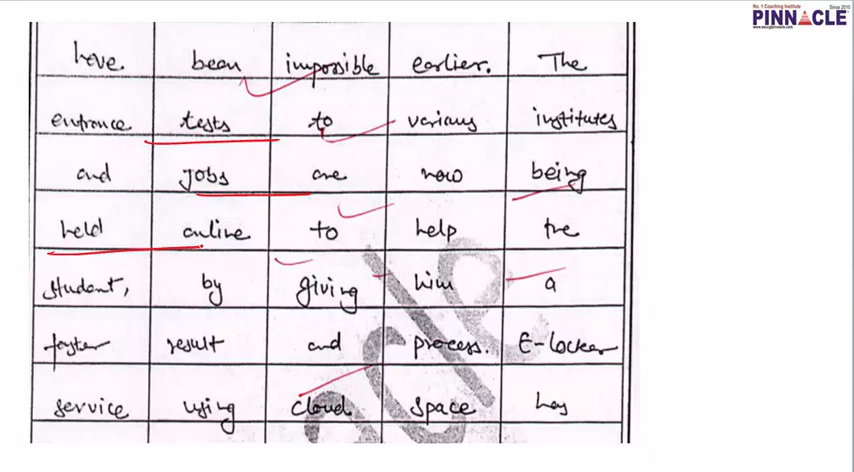 No. 1 Coaching Institute Since 2010
PINNACLE
have. been impossible earlier. The
entrance tests to various institutes
and jobs are now being
held online to help the
student, by giving him a
faster result and process. E-locker
service using cloud space has